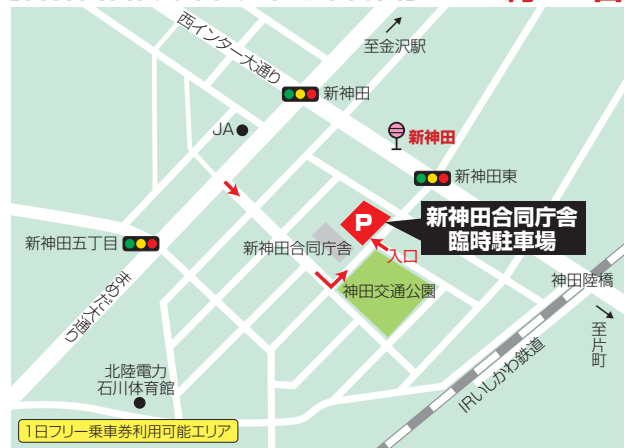 西インター大通り
至金沢駅
新神田
JA
新神田
新神田東
P
新神田合同庁舎
臨時駐車場
新神田五丁目
新神田合同庁舎
入口
神田交通公園
神田陸橋
まめだ大通り
至片町
IRいしかわ鉄道
北陸電力
石川体育館
1日フリー乗車券利用可能エリア